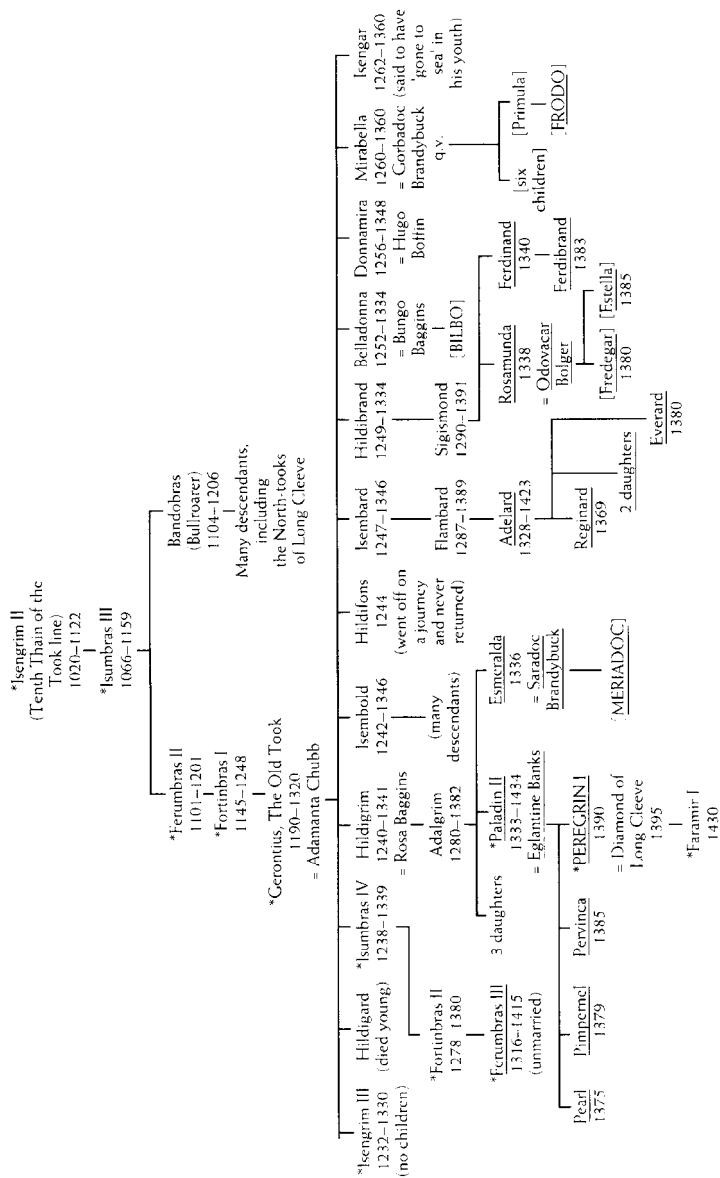 *Isengrim II
(Tenth Thain of the
Took line)
1020–1122
*Isumbras III
1066–1159
*Ferumbras II
1101–1201
*Fortinbras I
1145–1248
*Gerontius, The Old Took
1190–1320
= Adamanta Chubb
Bandobras
(Bullroarer)
1104–1206
Many descendants,
including
the North-tooks
of Long Cleeve
*Isengrim III
1232–1330
(no children)
Hildigard
(died young)
*Isumbras IV
1238–1339
Hildigrim
1240–1341
= Rosa Baggins
Isembold
1242–1346
(many
descendants)
Hildifons
1244
(went off on
a journey
and never
returned)
Isembard
1247–1346
Hildibrand
1249–1334
Belladonna
1252–1334
= Bungo
Baggins
[BILBO]
Donnamira
1256–1348
= Hugo
Boffin
Mirabella
1260–1360
= Gorbadoc
Brandybuck
q.v.
Isengar
1262–1360
(said to have
'gone to
sea' in
his youth)
*Fortinbras II
1278–1380
Adalgrim
1280–1382
Flambard
1287–1389
Sigismond
1290–1391
[six
children]
[Primula]
[FRODO]
*Ferumbras III
1316–1415
(unmarried)
3 daughters
*Paladin II
1333–1434
= Eglantine Banks
Esmeralda
1336
= Saradoc
Brandybuck
[MERIADOC]
Adelard
1328–1423
Rosamunda
1338
= Odovacar
Bolger
Ferdinand
1340
Ferdibrand
1383
Pearl
1375
Pimpernel
1379
Pervinca
1385
*PEREGRIN I
1390
= Diamond of
Long Cleeve
1395
*Faramir I
1430
Reginard
1369
2 daughters
Everard
1380
[Fredegar]
1380
[Estella]
1385